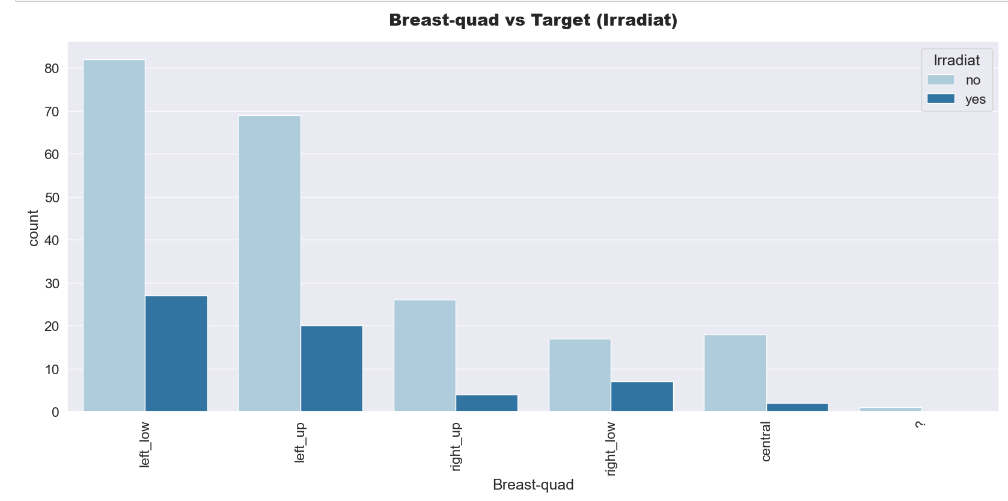 Breast-quad vs Target (Irradiat)
Irradiat
no
yes
count
80
70
60
50
40
30
20
10
0
left_low
left_up
right_up
right_low
central
?
Breast-quad